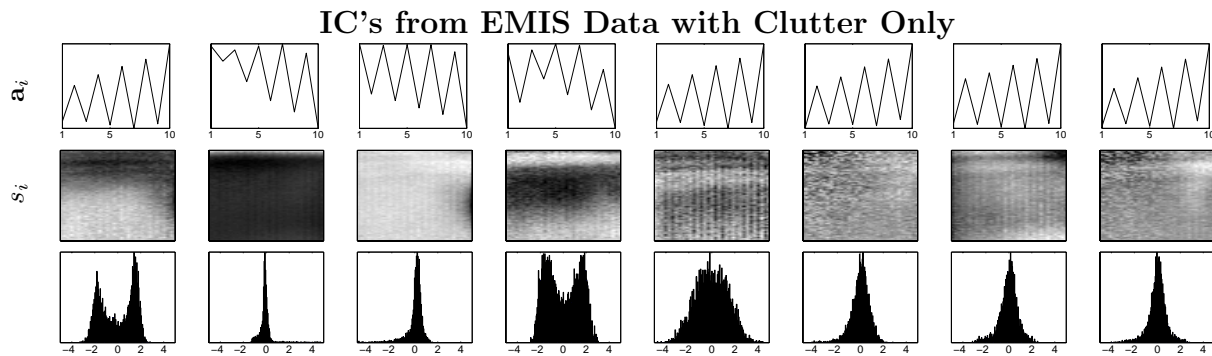 IC's from EMIS Data with Clutter Only
a_i
1 5 10 1 5 10 1 5 10 1 5 10 1 5 10 1 5 10 1 5 10 1 5 10
s_i
−4 −2 0 2 4 −4 −2 0 2 4 −4 −2 0 2 4 −4 −2 0 2 4 −4 −2 0 2 4 −4 −2 0 2 4 −4 −2 0 2 4 −4 −2 0 2 4